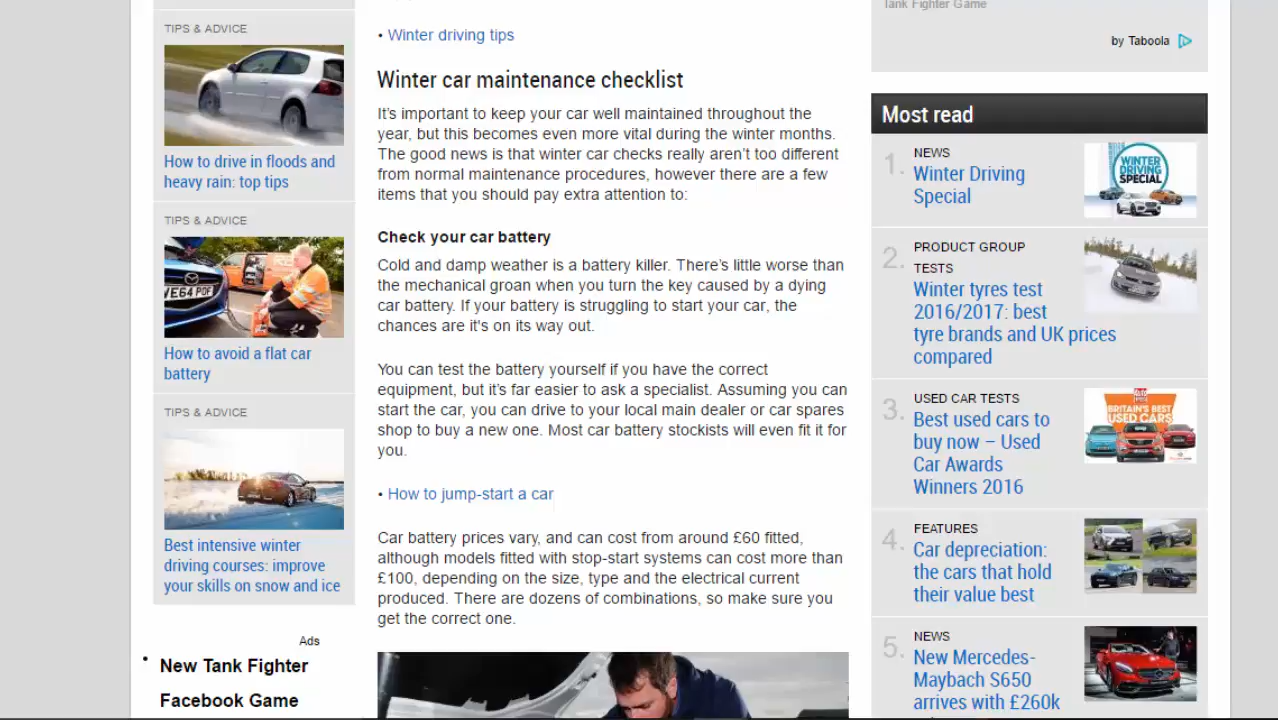 TIPS & ADVICE
How to drive in floods and
heavy rain: top tips
TIPS & ADVICE
How to avoid a flat car
battery
TIPS & ADVICE
Best intensive winter
driving courses: improve
your skills on snow and ice
Ads
• New Tank Fighter
Facebook Game
• Winter driving tips
Winter car maintenance checklist
It's important to keep your car well maintained throughout the
year, but this becomes even more vital during the winter months.
The good news is that winter car checks really aren't too different
from normal maintenance procedures, however there are a few
items that you should pay extra attention to:
Check your car battery
Cold and damp weather is a battery killer. There's little worse than
the mechanical groan when you turn the key caused by a dying
car battery. If your battery is struggling to start your car, the
chances are it's on its way out.
You can test the battery yourself if you have the correct
equipment, but it's far easier to ask a specialist. Assuming you can
start the car, you can drive to your local main dealer or car spares
shop to buy a new one. Most car battery stockists will even fit it for
you.
• How to jump-start a car
Car battery prices vary, and can cost from around £60 fitted,
although models fitted with stop-start systems can cost more than
£100, depending on the size, type and the electrical current
produced. There are dozens of combinations, so make sure you
get the correct one.
Tank Fighter Game
by Taboola
Most read
1. NEWS
Winter Driving
Special
WINTER
DRIVING
SPECIAL
2. PRODUCT GROUP
TESTS
Winter tyres test
2016/2017: best
tyre brands and UK prices
compared
3. USED CAR TESTS
Best used cars to
buy now – Used
Car Awards
Winners 2016
BRITAIN'S BEST
USED CARS
4. FEATURES
Car depreciation:
the cars that hold
their value best
5. NEWS
New Mercedes-
Maybach S650
arrives with £260k